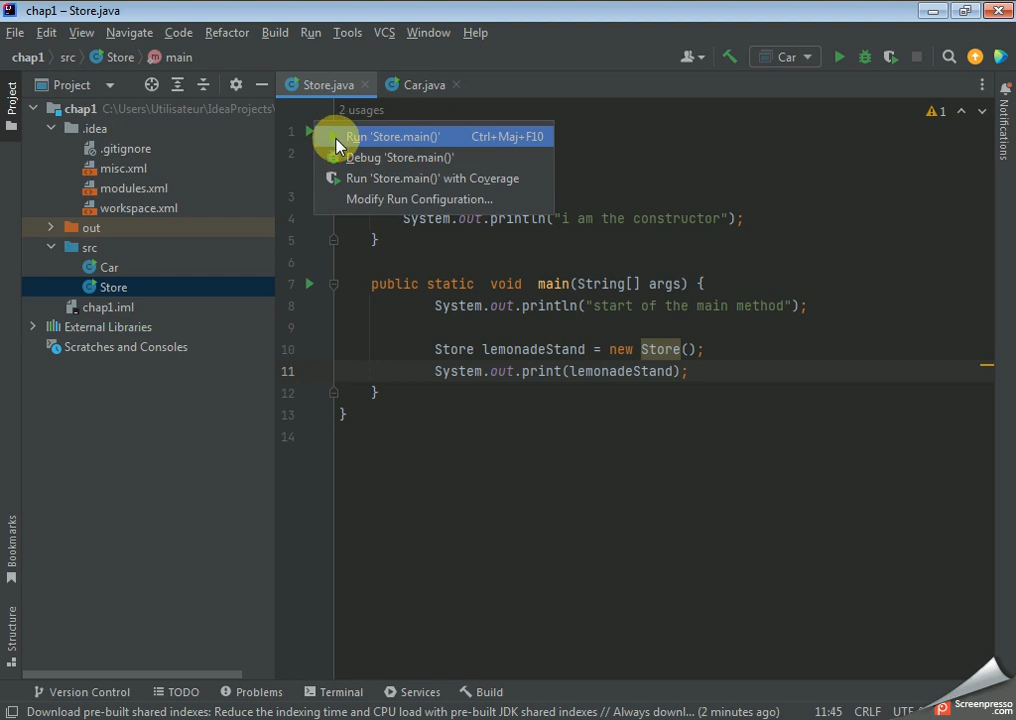 chap1 – Store.java
File Edit View Navigate Code Refactor Build Run Tools VCS Window Help
chap1 src Store main Car
Project
Project
Store.java
Car.java
chap1 C:\Users\Utilisateur\IdeaProjects\
.idea
.gitignore
misc.xml
modules.xml
workspace.xml
out
src
Car
Store
chap1.iml
External Libraries
Scratches and Consoles
2 usages
1
1
Run 'Store.main()' Ctrl+Maj+F10
2
Debug 'Store.main()'
Run 'Store.main()' with Coverage
3
Modify Run Configuration...
4 System.out.println("i am the constructor");
5 }
6
7 public static void main(String[] args) {
8 System.out.println("start of the main method");
9
10 Store lemonadeStand = new Store();
11 System.out.print(lemonadeStand);
12 }
13 }
14
Notifications
Bookmarks
Structure
Version Control TODO Problems Terminal Services Build
Download pre-built shared indexes: Reduce the indexing time and CPU load with pre-built JDK shared indexes // Always downl... (2 minutes ago) 11:45 CRLF
Screenpresso
.com